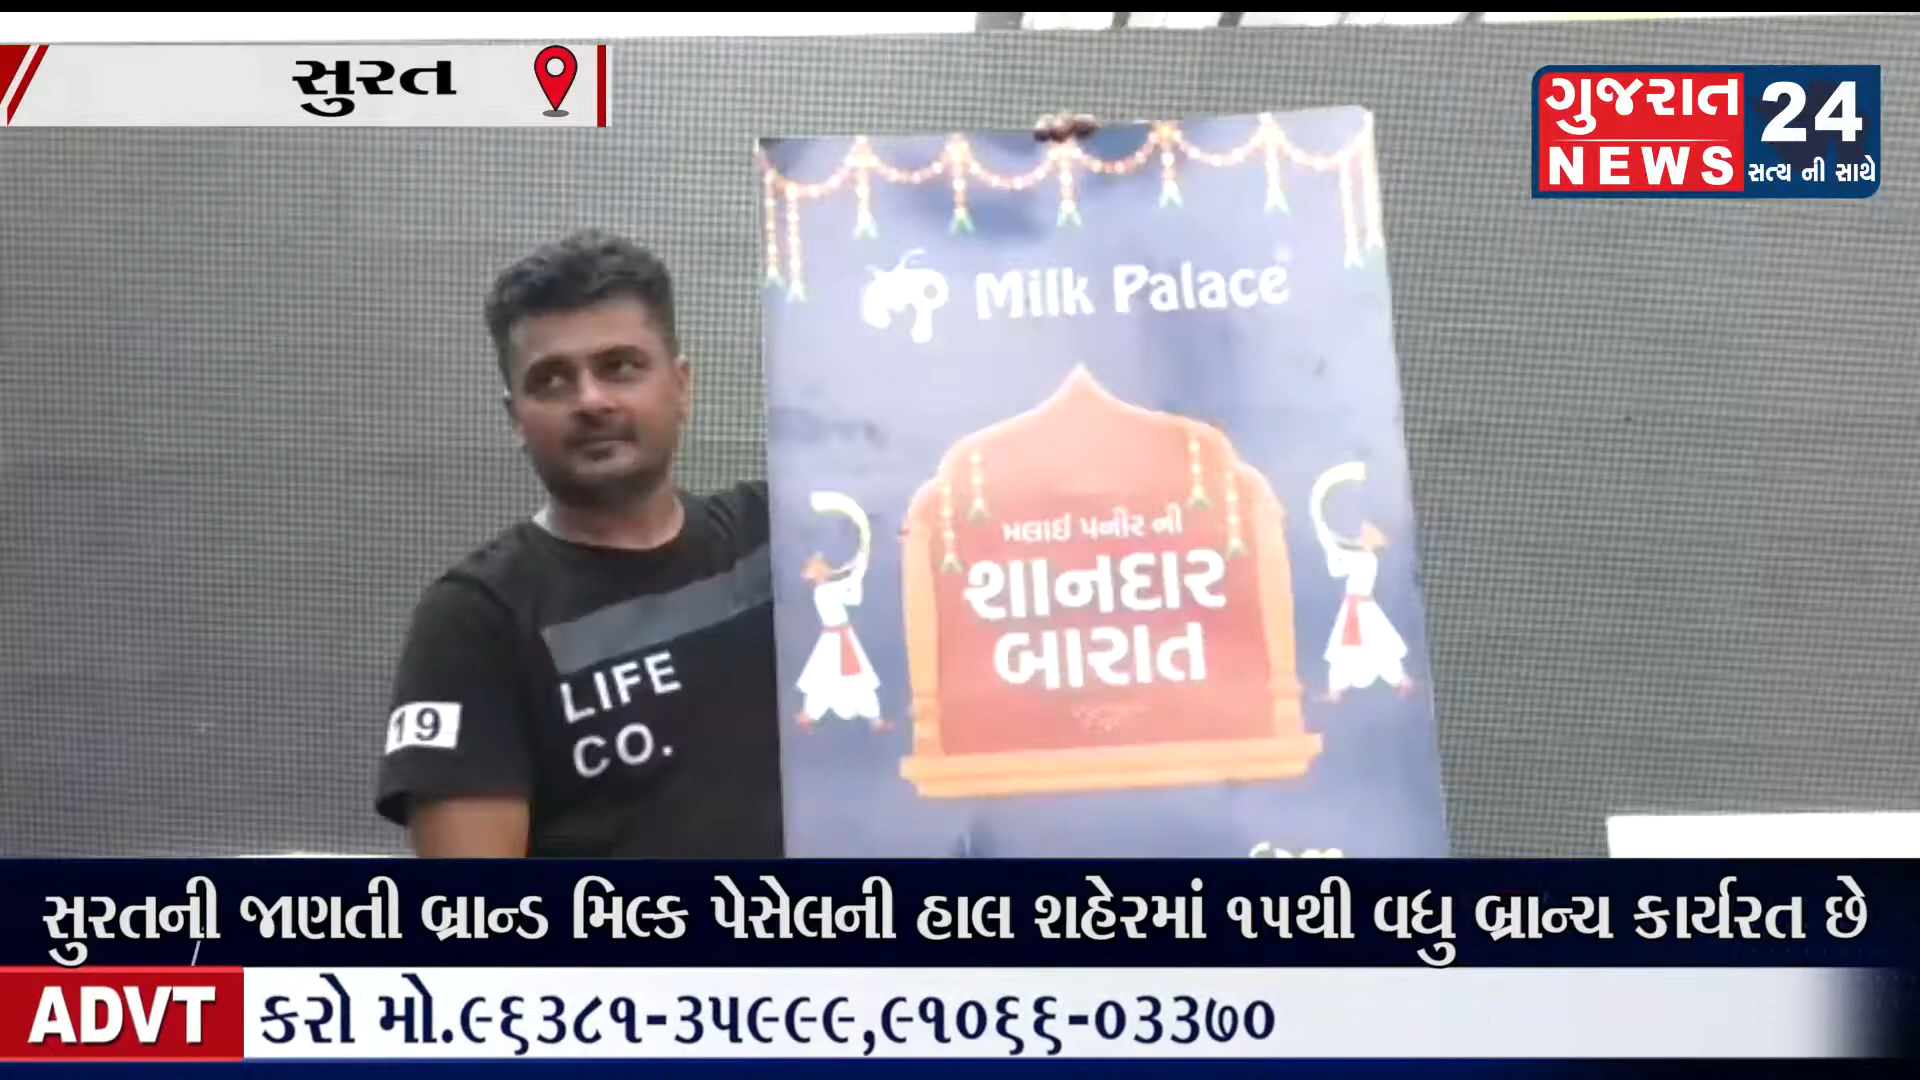 સુરત
ગુજરાત
NEWS
24
સત્ય ની સાથે
Milk Palace
મલાઈ પનીર ની
શાનદાર
બારાત
LIFE
CO.
19
સુરતની જાણતી બ્રાન્ડ મિલ્ક પેસેલની હાલ શહેરમાં ૧૫થી વધુ બ્રાન્ચ કાર્યરત છે
ADVT
કરો મો.૯૬૩૮૧-૩૫૯૯૯,૯૧૦૬૬-૦૩૩૭૦